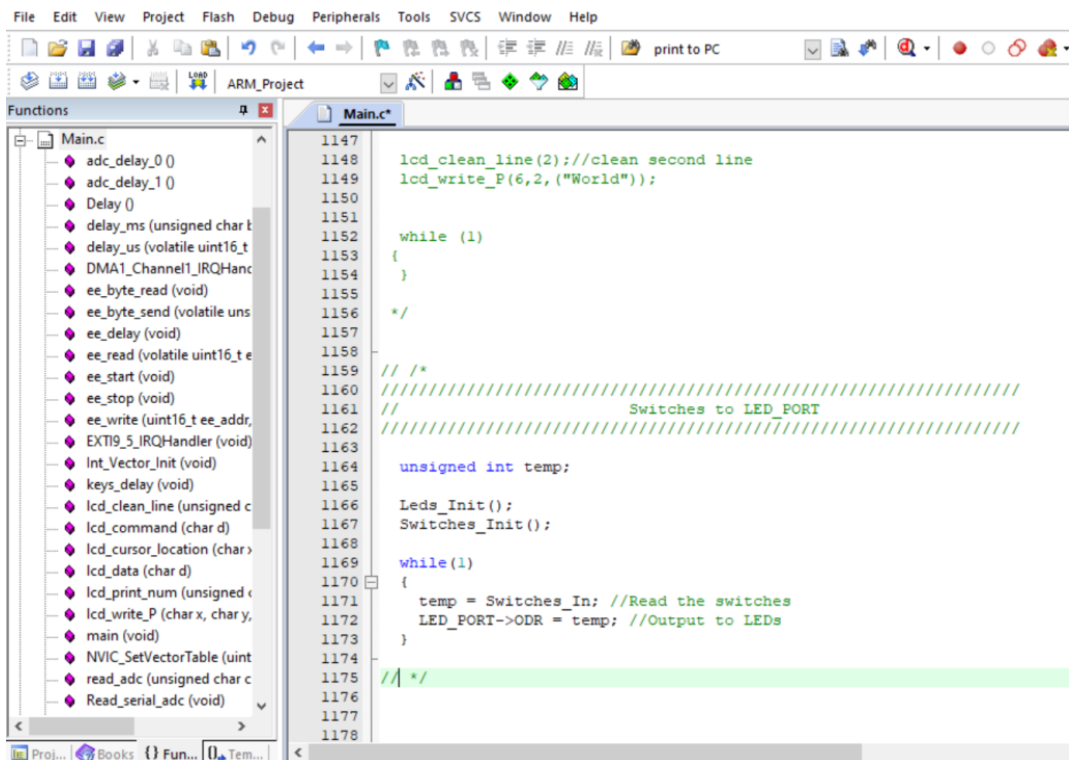 File Edit View Project Flash Debug Peripherals Tools SVCS Window Help
print to PC
LOAD ARM_Project
Functions
Main.c*
Main.c
adc_delay_0 ()
adc_delay_1 ()
Delay ()
delay_ms (unsigned char
delay_us (volatile uint16_t
DMA1_Channel1_IRQHanc
ee_byte_read (void)
ee_byte_send (volatile uns
ee_delay (void)
ee_read (volatile uint16_t e
ee_start (void)
ee_stop (void)
ee_write (uint16_t ee_addr,
EXTI9_5_IRQHandler (void)
Int_Vector_Init (void)
keys_delay (void)
lcd_clean_line (unsigned c
lcd_command (char d)
lcd_cursor_location (char
lcd_data (char d)
lcd_print_num (unsigned
lcd_write_P (char x, char y,
main (void)
NVIC_SetVectorTable (uint
read_adc (unsigned char c
Read_serial_adc (void)
Proj... Books {} Fun... Tem...
1147
1148 lcd_clean_line(2);//clean second line
1149 lcd_write_P(6,2,("World"));
1150
1151
1152 while (1)
1153 {
1154 }
1155
1156 */
1157
1158
1159 // /*
1160 ///////////////////////////////////////////////////////////////////
1161 // Switches to LED_PORT
1162 ///////////////////////////////////////////////////////////////////
1163
1164 unsigned int temp;
1165
1166 Leds_Init();
1167 Switches_Init();
1168
1169 while(1)
1170 {
1171 temp = Switches_In; //Read the switches
1172 LED_PORT->ODR = temp; //Output to LEDs
1173 }
1174
1175 // */
1176
1177
1178